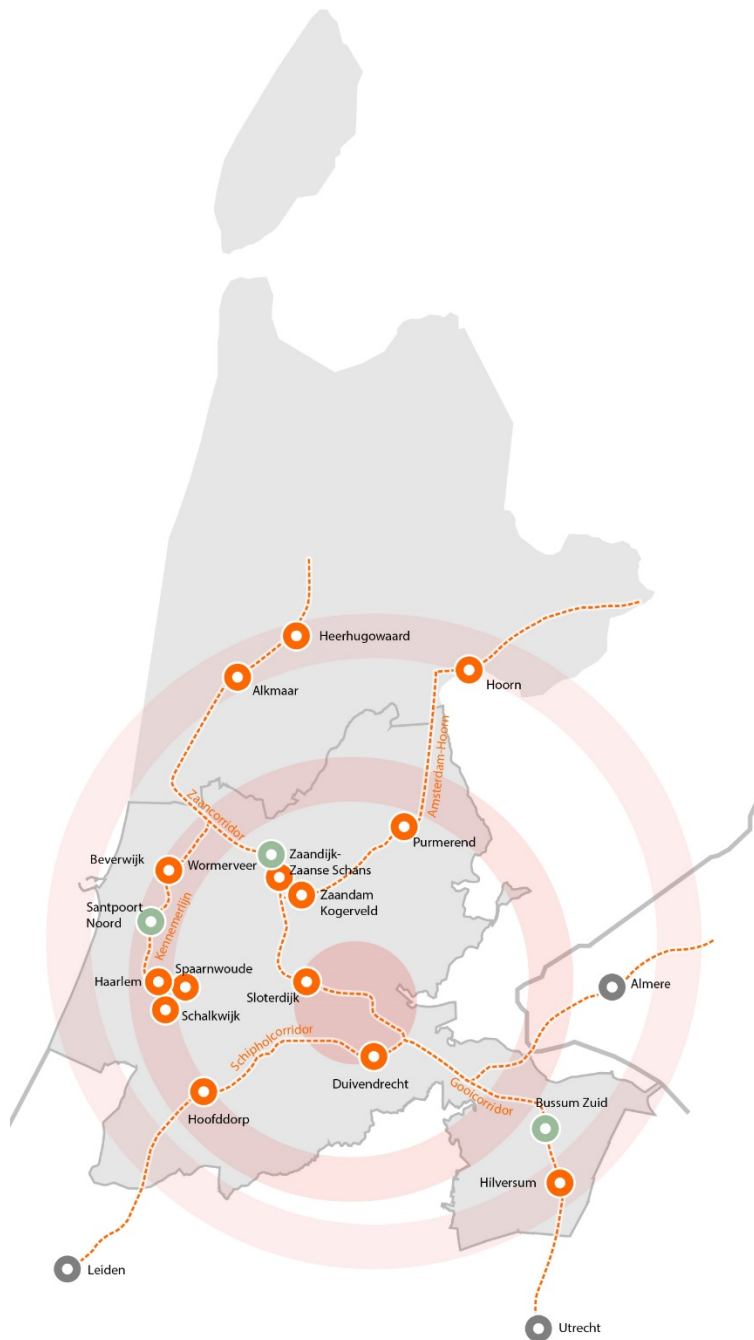 Heerhugowaard
Alkmaar
Hoorn
Amsterdam-Hoorn
Zaancorridor
Purmerend
Beverwijk
Wormerveer
Zaandijk-
Zaanse Schans
Zaandam
Kogerveld
Santpoort
Noord
Kennemerlijn
Haarlem
Spaarnwoude
Schalkwijk
Sloterdijk
Almere
Schipholcorridor
Duivendrecht
Gooicorridor
Hoofddorp
Bussum Zuid
Hilversum
Leiden
Utrecht